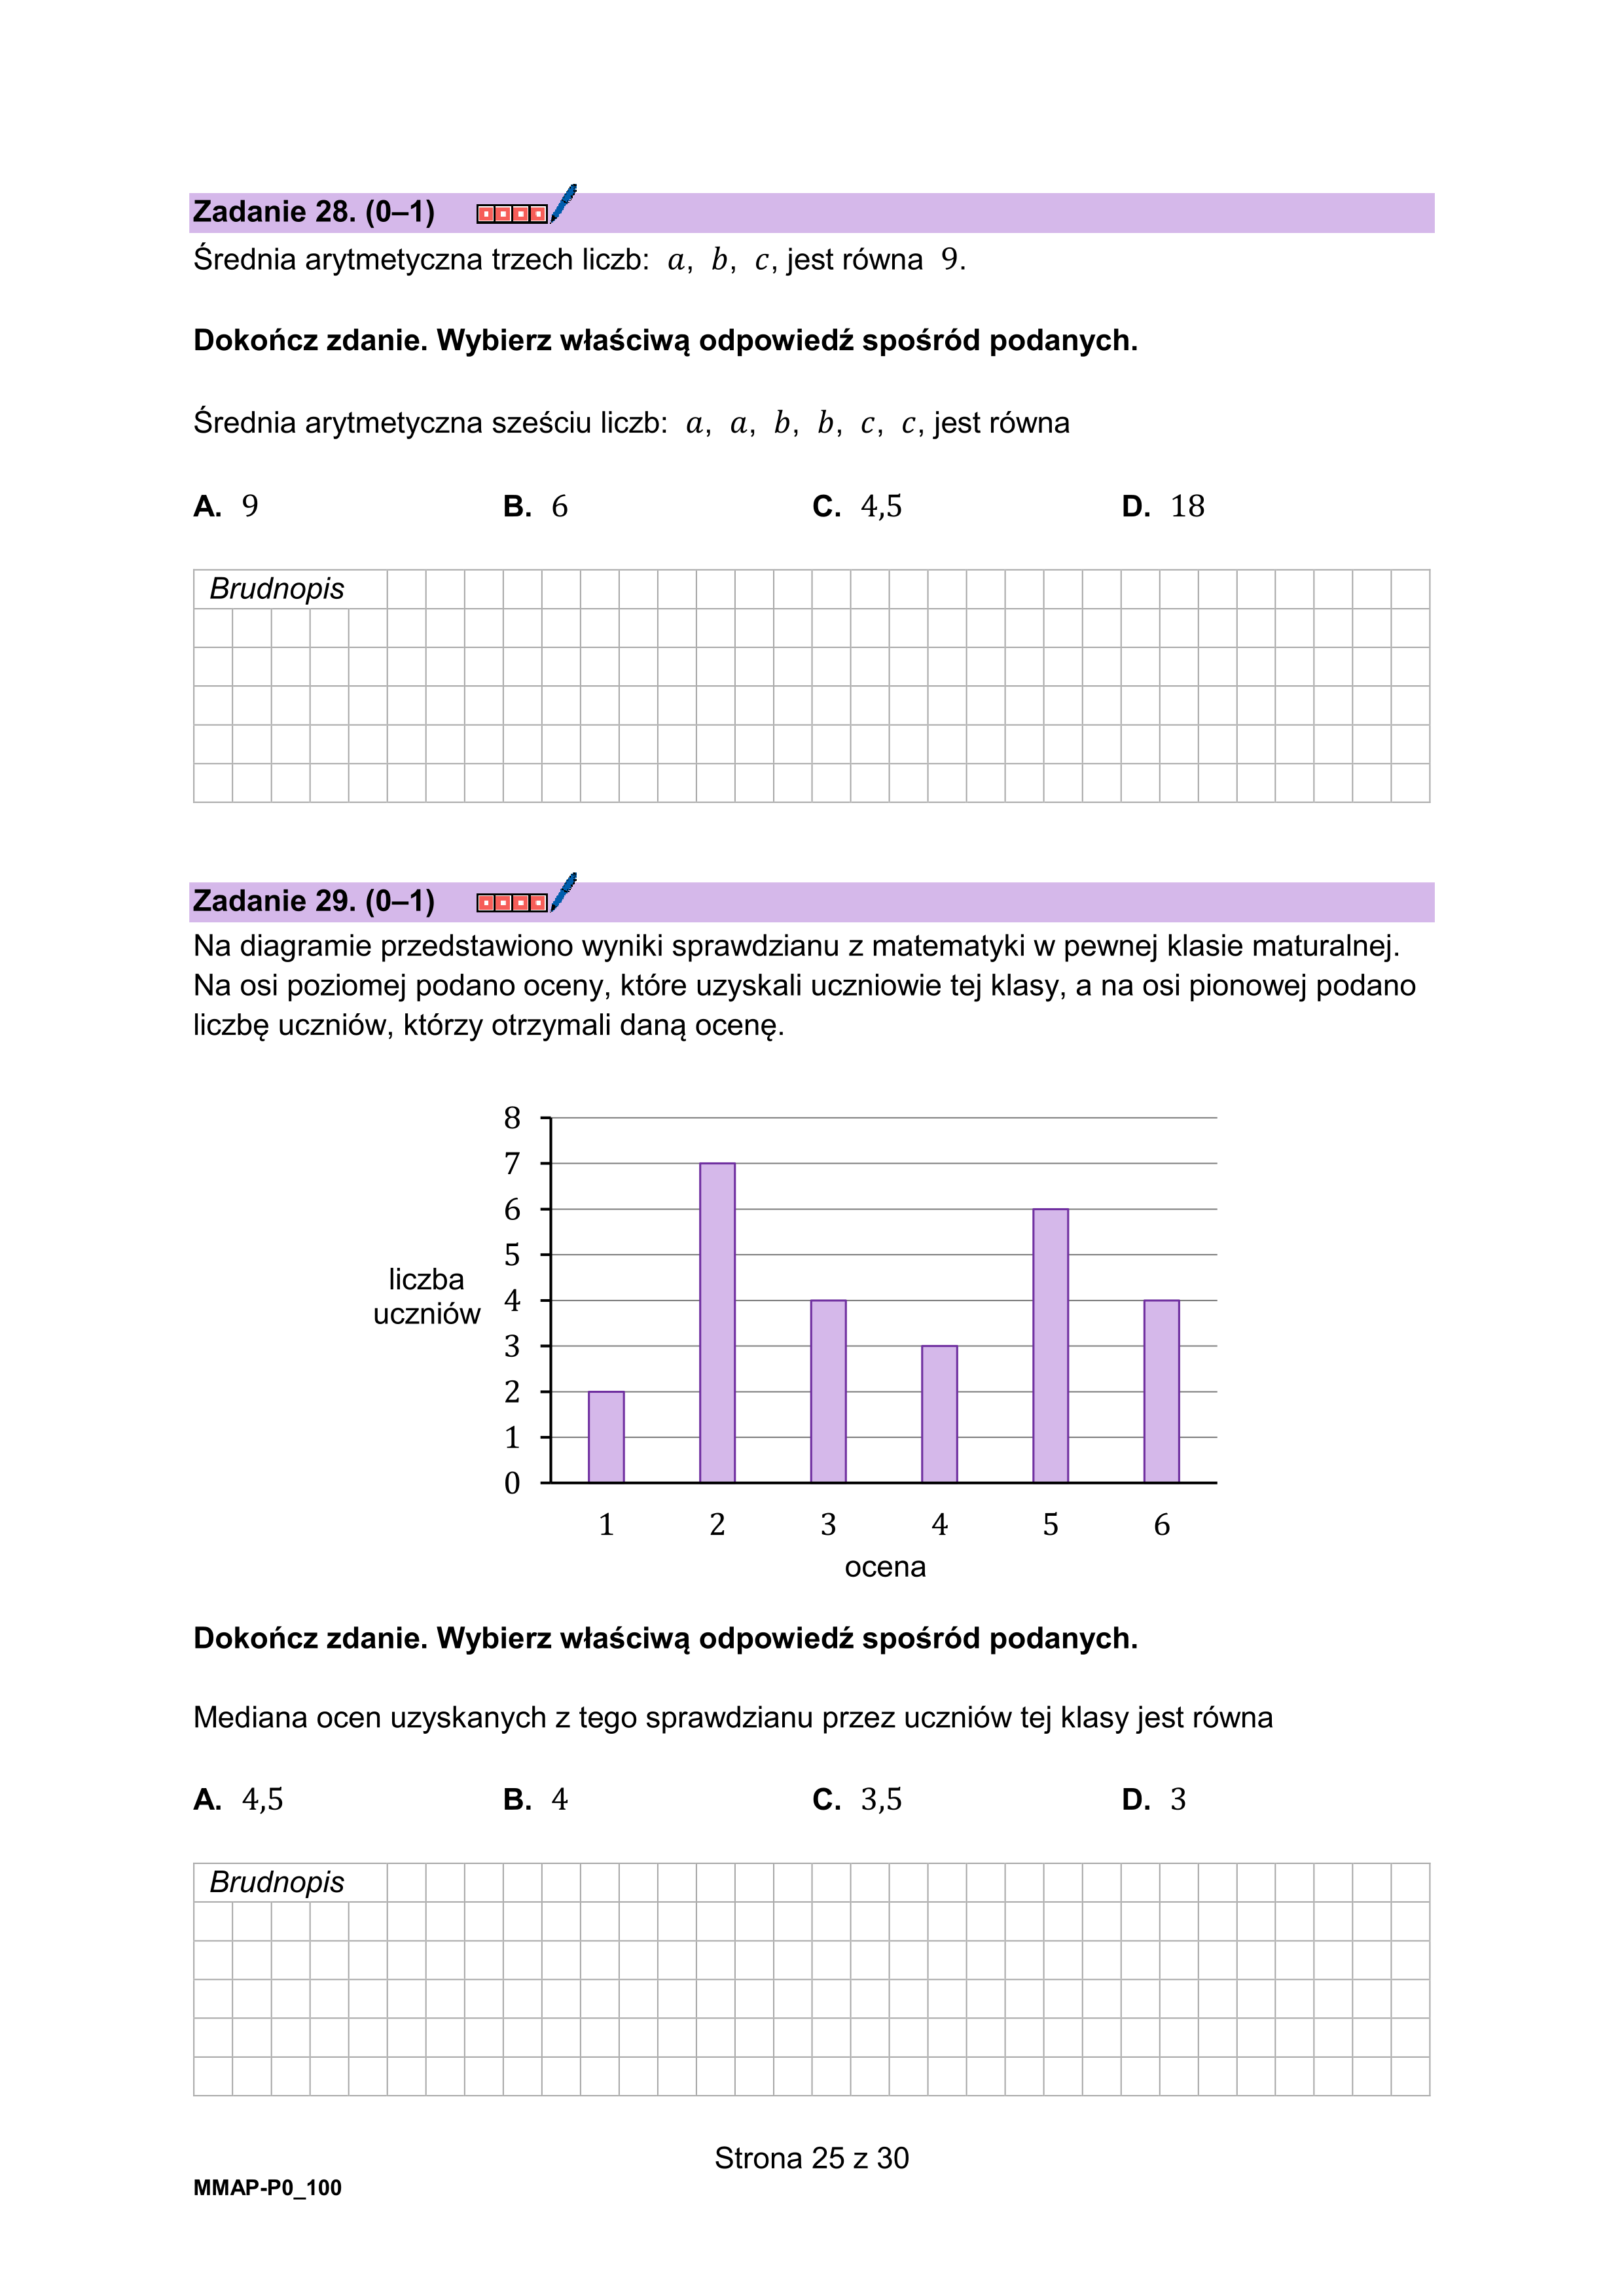 Zadanie 28. (0–1)
Średnia arytmetyczna trzech liczb: a, b, c, jest równa 9.
Dokończ zdanie. Wybierz właściwą odpowiedź spośród podanych.
Średnia arytmetyczna sześciu liczb: a, a, b, b, c, c, jest równa
A. 9 B. 6 C. 4,5 D. 18
Brudnopis
Zadanie 29. (0–1)
Na diagramie przedstawiono wyniki sprawdzianu z matematyki w pewnej klasie maturalnej.
Na osi poziomej podano oceny, które uzyskali uczniowie tej klasy, a na osi pionowej podano
liczbę uczniów, którzy otrzymali daną ocenę.
8
7
6
5
liczba
uczniów
4
3
2
1
0
1 2 3 4 5 6
ocena
Dokończ zdanie. Wybierz właściwą odpowiedź spośród podanych.
Mediana ocen uzyskanych z tego sprawdzianu przez uczniów tej klasy jest równa
A. 4,5 B. 4 C. 3,5 D. 3
Brudnopis
Strona 25 z 30
MMAP-P0_100